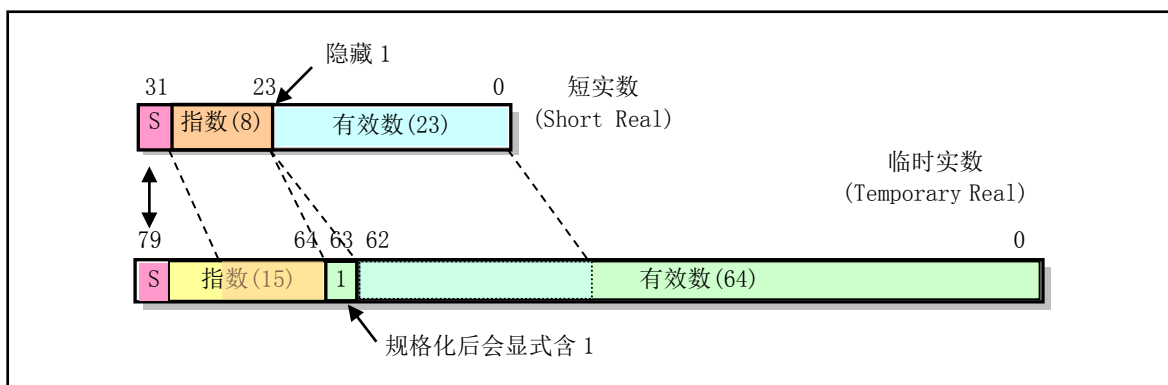 隐藏 1
31 23 0 短实数
(Short Real)
S 指数(8) 有效数(23)
临时实数
(Temporary Real)
79 64 63 62 0
S 指数(15) 1 有效数(64)
规格化后会显式含 1